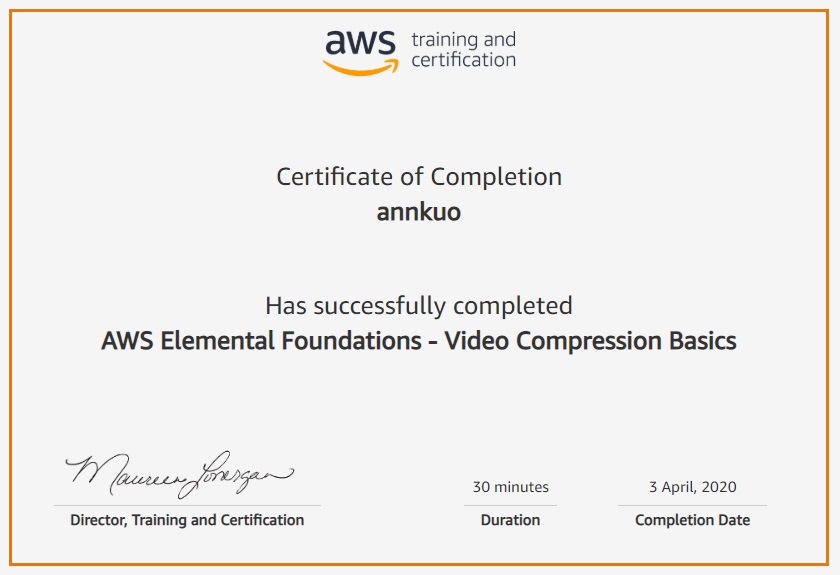 aws training and
certification
Certificate of Completion
annkuo
Has successfully completed
AWS Elemental Foundations - Video Compression Basics
Maureen Lonergan
30 minutes
3 April, 2020
Director, Training and Certification
Duration
Completion Date